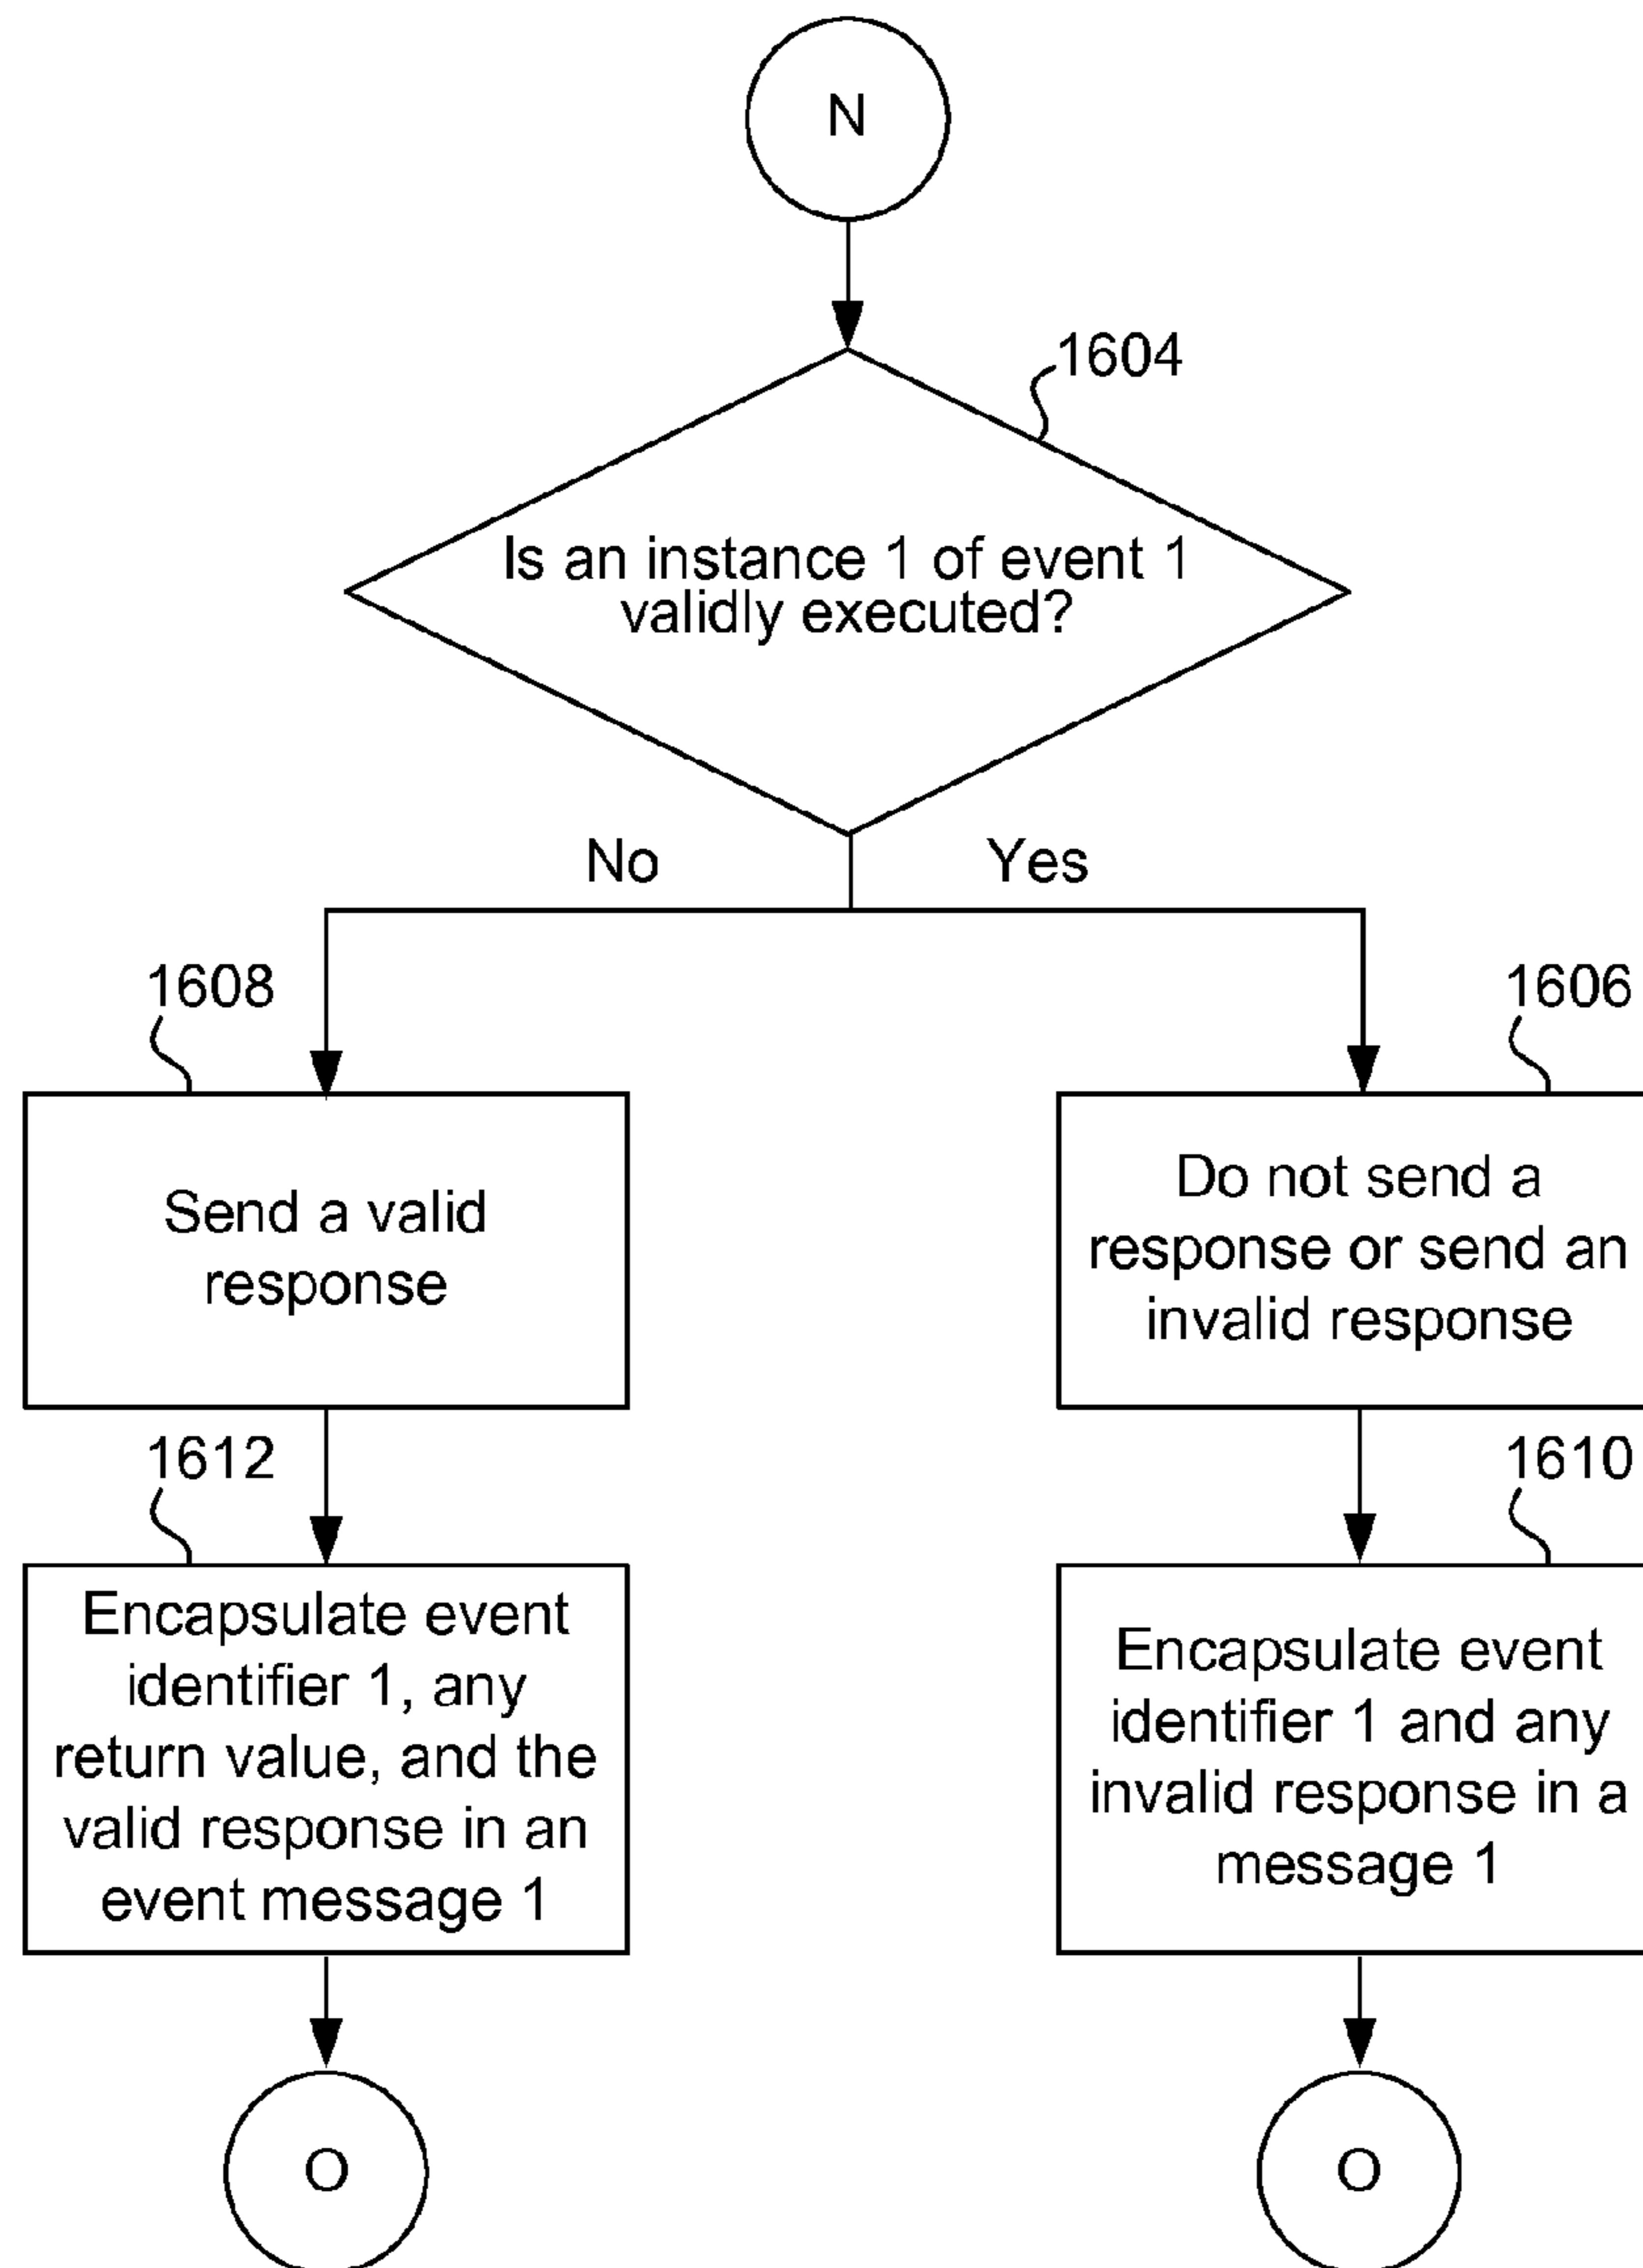 N
1604
Is an instance 1 of event 1
validly executed?
No
Yes
1608
1606
Send a valid
response
Do not send a
response or send an
invalid response
1612
1610
Encapsulate event
identifier 1, any
return value, and the
valid response in an
event message 1
Encapsulate event
identifier 1 and any
invalid response in a
message 1
O
O